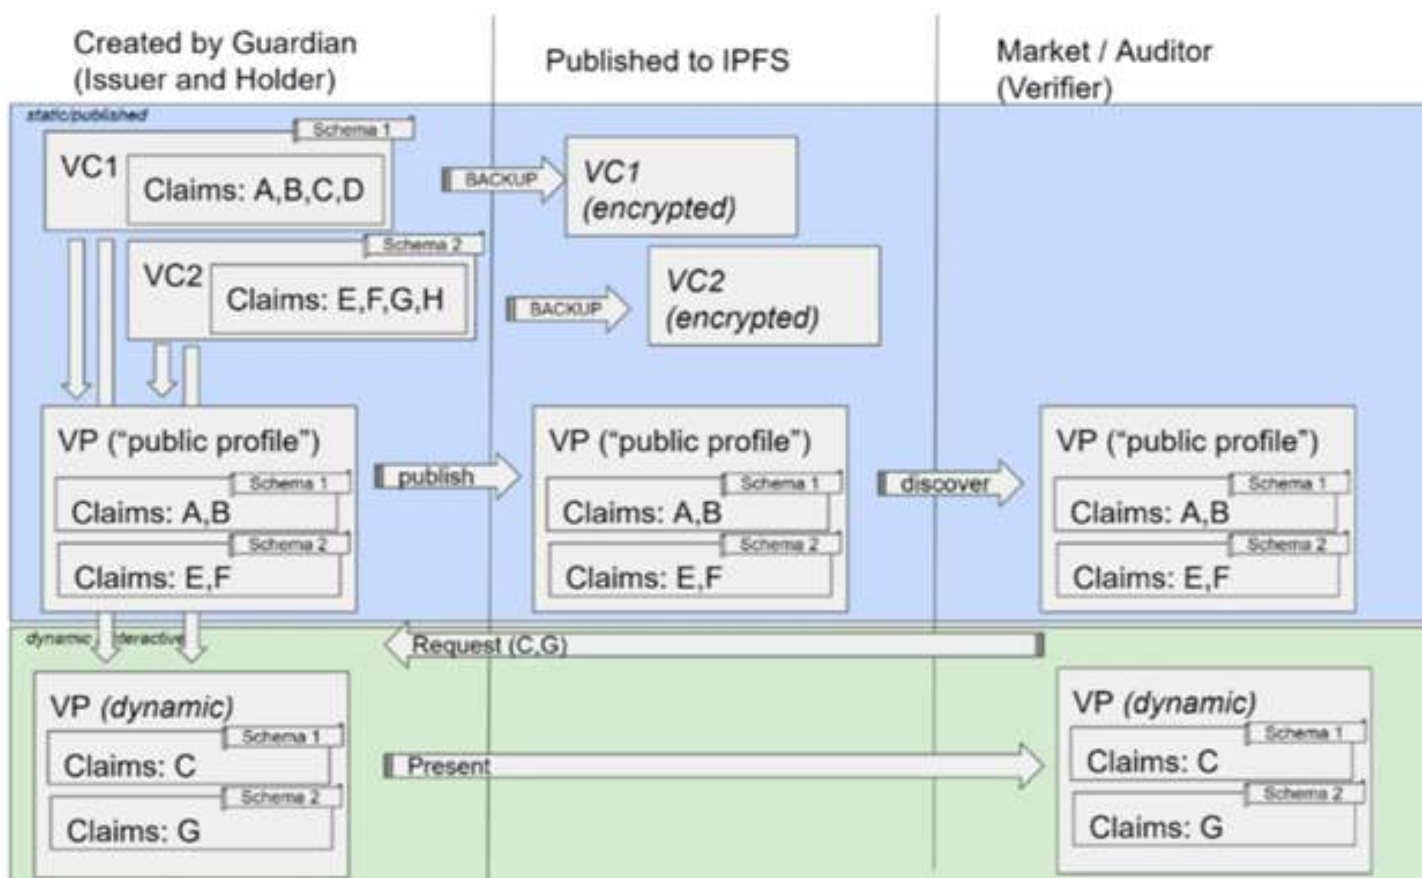 Created by Guardian
(Issuer and Holder)
Published to IPFS
Market / Auditor
(Verifier)
static/published
Schema 1
VC1
Claims: A,B,C,D
BACKUP
VC1
(encrypted)
Schema 2
VC2
Claims: E,F,G,H
BACKUP
VC2
(encrypted)
VP (“public profile”)
Schema 1
Claims: A,B
Schema 2
Claims: E,F
publish
VP (“public profile”)
Schema 1
Claims: A,B
Schema 2
Claims: E,F
discover
VP (“public profile”)
Schema 1
Claims: A,B
Schema 2
Claims: E,F
dynamic
Request (C,G)
VP (dynamic)
Schema 1
Claims: C
Schema 2
Claims: G
Present
VP (dynamic)
Schema 1
Claims: C
Schema 2
Claims: G